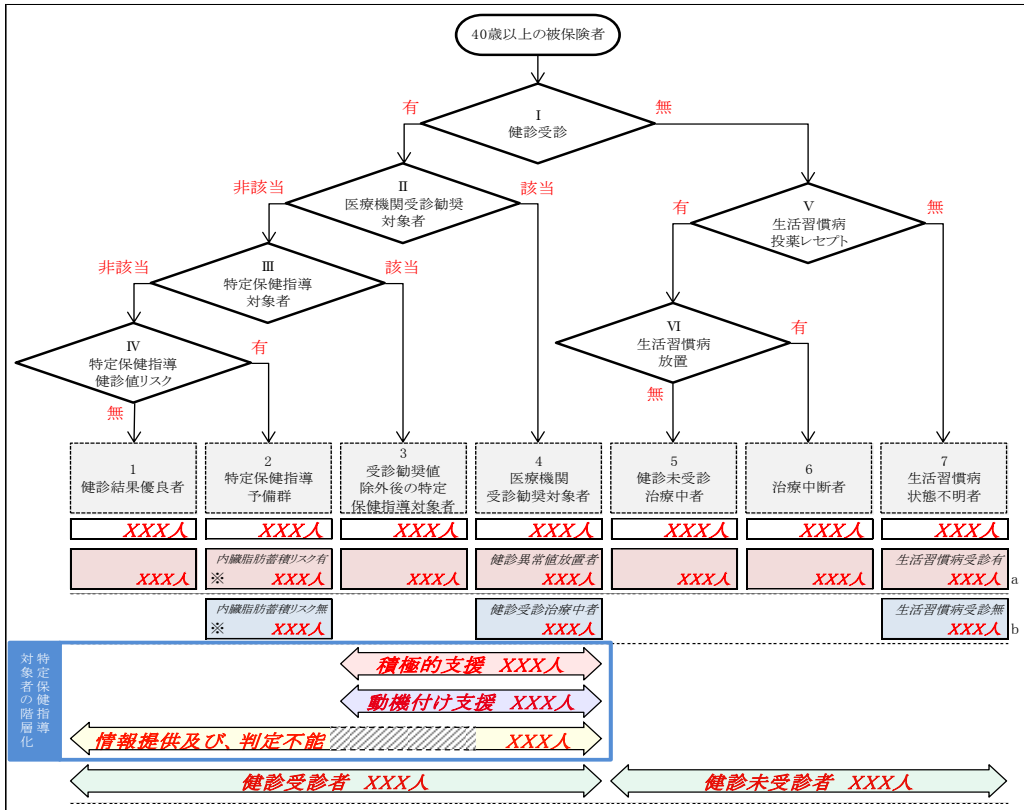 40歳以上の被保険者
Ⅰ
健診受診
有
無
Ⅱ
医療機関受診勧奨
対象者
非該当
該当
Ⅴ
生活習慣病
投薬レセプト
有
無
Ⅲ
特定保健指導
対象者
非該当
該当
Ⅳ
特定保健指導
健診値リスク
有
無
Ⅵ
生活習慣病
放置
有
無
1
健診結果優良者
2
特定保健指導
予備群
3
受診勧奨値
除外後の特定
保健指導対象者
4
医療機関
受診勧奨対象者
5
健診未受診
治療中者
6
治療中断者
7
生活習慣病
状態不明者
XXX人
XXX人
XXX人
XXX人
XXX人
XXX人
XXX人
XXX人
内臓脂肪蓄積リスク有
※ XXX人
XXX人
健診異常値放置者
XXX人
XXX人
XXX人
生活習慣病受診有
XXX人
a
内臓脂肪蓄積リスク無
※ XXX人
健診受診治療中者
XXX人
生活習慣病受診無
XXX人
b
特定保健指導
対象者の階層化
積極的支援 XXX人
動機付け支援 XXX人
情報提供及び、判定不能 XXX人
健診受診者 XXX人
健診未受診者 XXX人